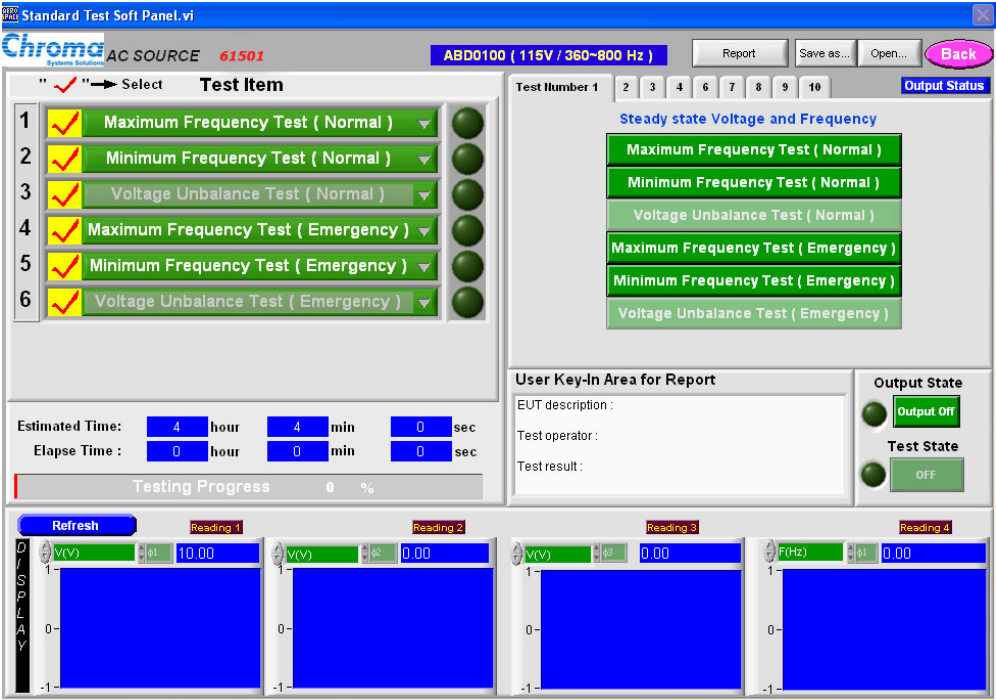 AERO SPACE Standard Test Soft Panel.vi
Chroma Systems Solutions AC SOURCE 61501
ABD0100 ( 115V / 360~800 Hz )
Report Save as... Open... Back
" " Select Test Item
1 Maximum Frequency Test ( Normal )
2 Minimum Frequency Test ( Normal )
3 Voltage Unbalance Test ( Normal )
4 Maximum Frequency Test ( Emergency )
5 Minimum Frequency Test ( Emergency )
6 Voltage Unbalance Test ( Emergency )
Estimated Time: 4 hour 4 min 0 sec
Elapse Time : 0 hour 0 min 0 sec
Testing Progress 0 %
Test Number 1 2 3 4 6 7 8 9 10
Output Status
Steady state Voltage and Frequency
Maximum Frequency Test ( Normal )
Minimum Frequency Test ( Normal )
Voltage Unbalance Test ( Normal )
Maximum Frequency Test ( Emergency )
Minimum Frequency Test ( Emergency )
Voltage Unbalance Test ( Emergency )
User Key-In Area for Report
EUT description :
Test operator :
Test result :
Output State
Output Off
Test State
OFF
Refresh
DISPLAY
Reading 1
V(V) ϕ1 10.00
1
0
-1
Reading 2
V(V) ϕ2 0.00
1
0
-1
Reading 3
V(V) ϕ3 0.00
1
0
-1
Reading 4
F(Hz) ϕ1 0.00
1
0
-1